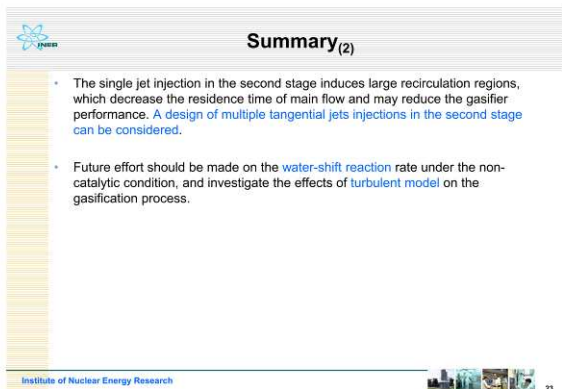 INER
Summary(2)
• The single jet injection in the second stage induces large recirculation regions,
which decrease the residence time of main flow and may reduce the gasifier
performance. A design of multiple tangential jets injections in the second stage
can be considered.
• Future effort should be made on the water-shift reaction rate under the non-
catalytic condition, and investigate the effects of turbulent model on the
gasification process.
Institute of Nuclear Energy Research
23